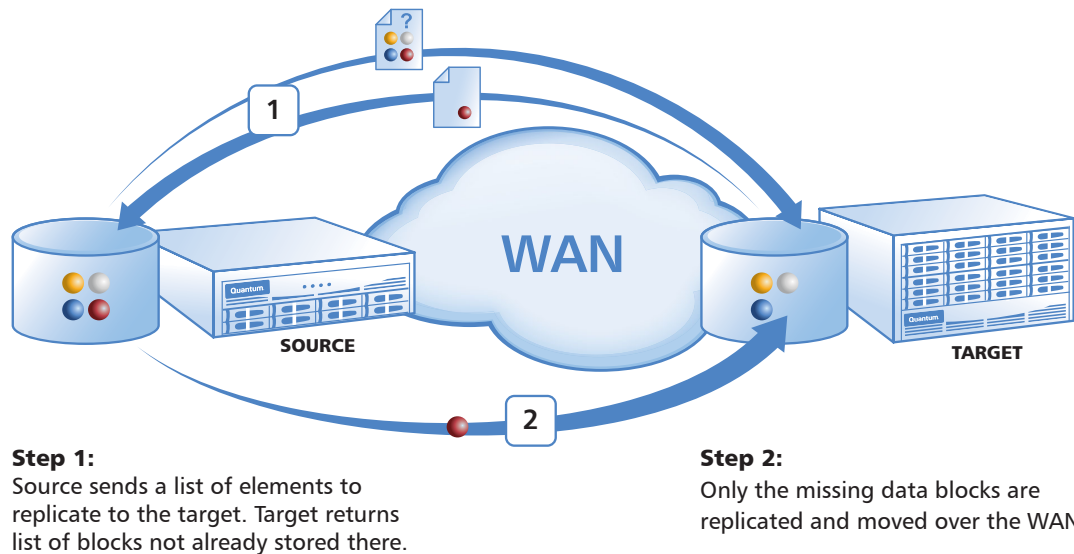 ?
1
WAN
Quantum
SOURCE
Quantum
TARGET
2
Step 1:
Source sends a list of elements to
replicate to the target. Target returns
list of blocks not already stored there.
Step 2:
Only the missing data blocks are
replicated and moved over the WAN